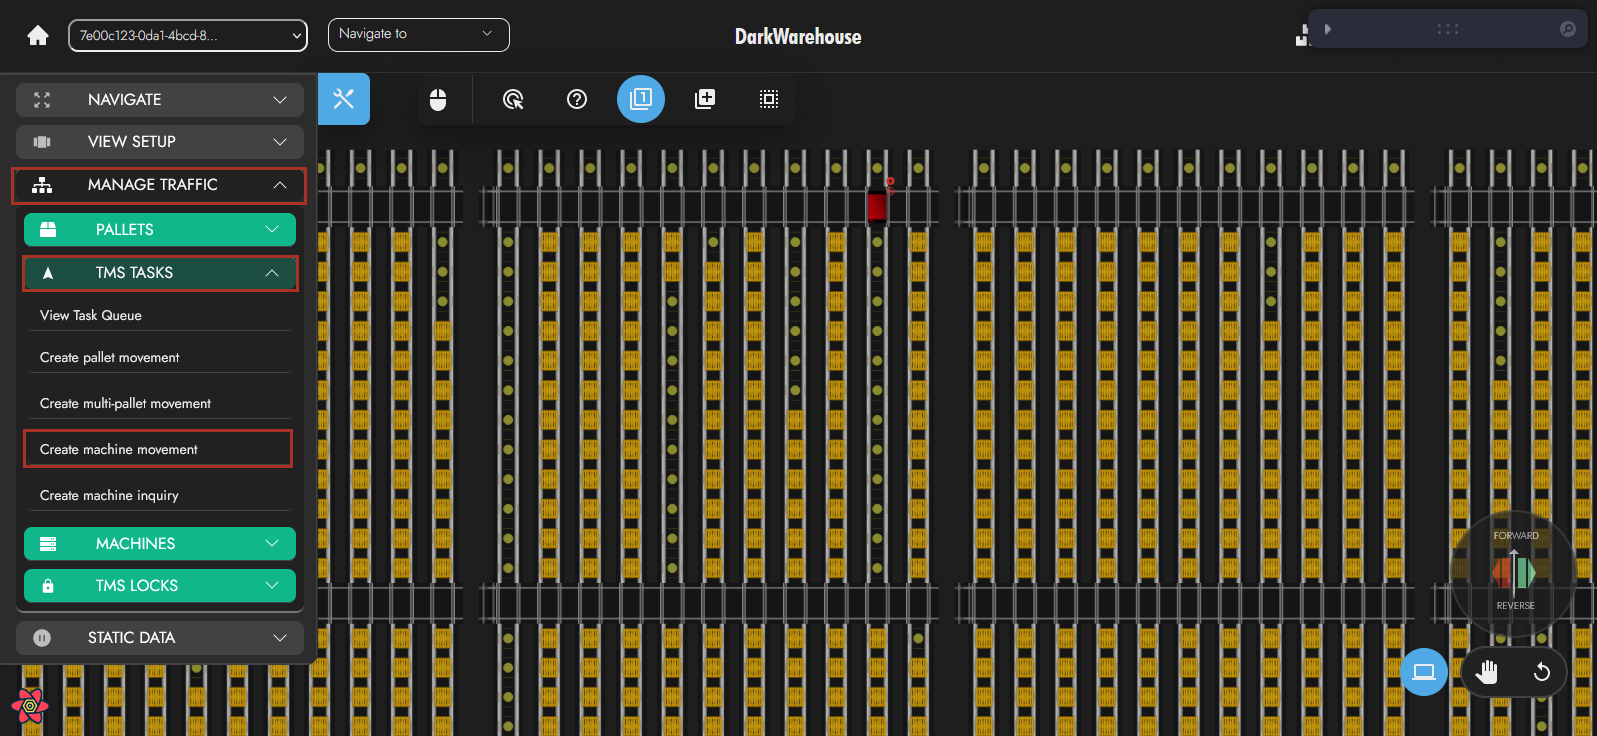 7e00c123-0da1-4bcd-8...
Navigate to
DarkWarehouse
NAVIGATE
VIEW SETUP
MANAGE TRAFFIC
PALLETS
TMS TASKS
View Task Queue
Create pallet movement
Create multi-pallet movement
Create machine movement
Create machine inquiry
MACHINES
TMS LOCKS
STATIC DATA
1
FORWARD
REVERSE